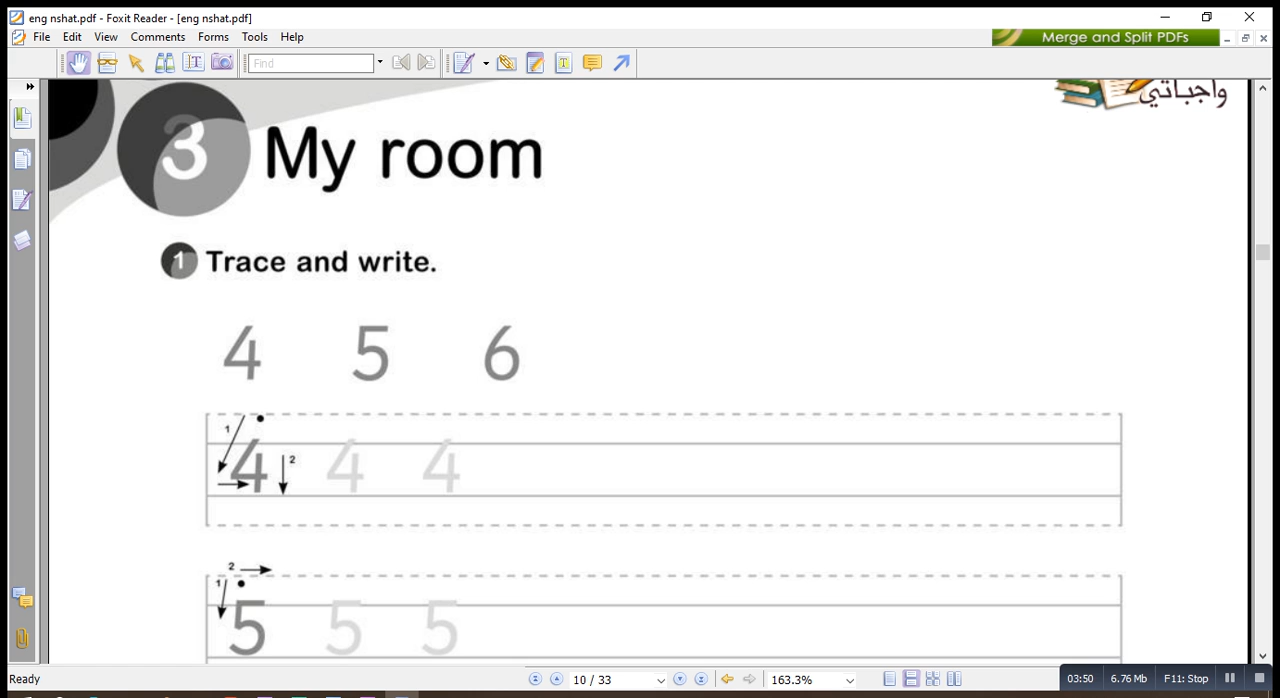 eng nshat.pdf - Foxit Reader - [eng nshat.pdf]
File Edit View Comments Forms Tools Help
Merge and Split PDFs
Find
واجباتي
3 My room
1 Trace and write.
4 5 6
1
4 2 4 4
2
1
5 5 5
Ready
10 / 33
163.3%
03:50 6.76 Mb F11: Stop